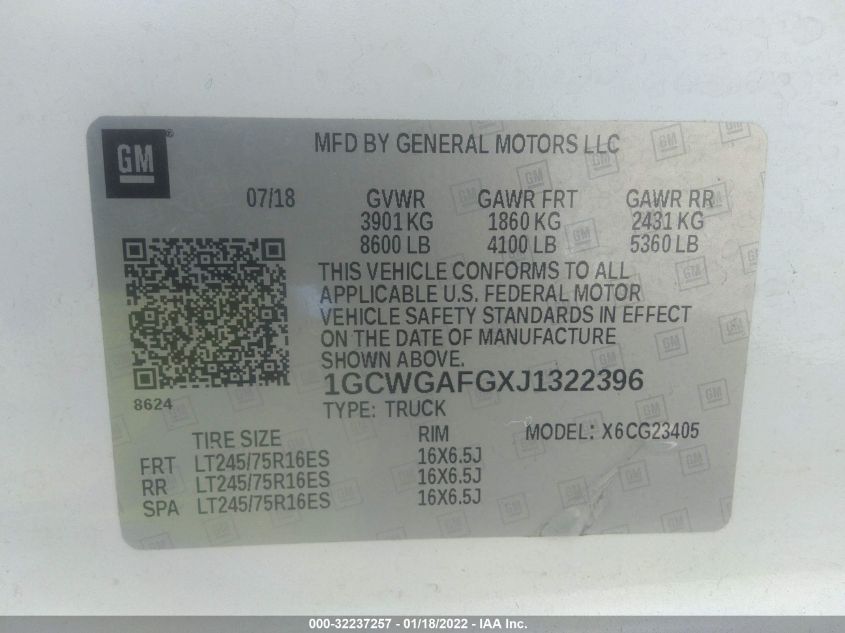 GM®
MFD BY GENERAL MOTORS LLC
07/18 GVWR GAWR FRT GAWR RR
3901 KG 1860 KG 2431 KG
8600 LB 4100 LB 5360 LB
THIS VEHICLE CONFORMS TO ALL
APPLICABLE U.S. FEDERAL MOTOR
VEHICLE SAFETY STANDARDS IN EFFECT
ON THE DATE OF MANUFACTURE
SHOWN ABOVE.
1GCWGAFGXJ1322396
8624
TYPE: TRUCK
TIRE SIZE RIM MODEL: X6CG23405
FRT LT245/75R16ES 16X6.5J
RR LT245/75R16ES 16X6.5J
SPA LT245/75R16ES 16X6.5J
000-32237257 - 01/18/2022 - IAA Inc.